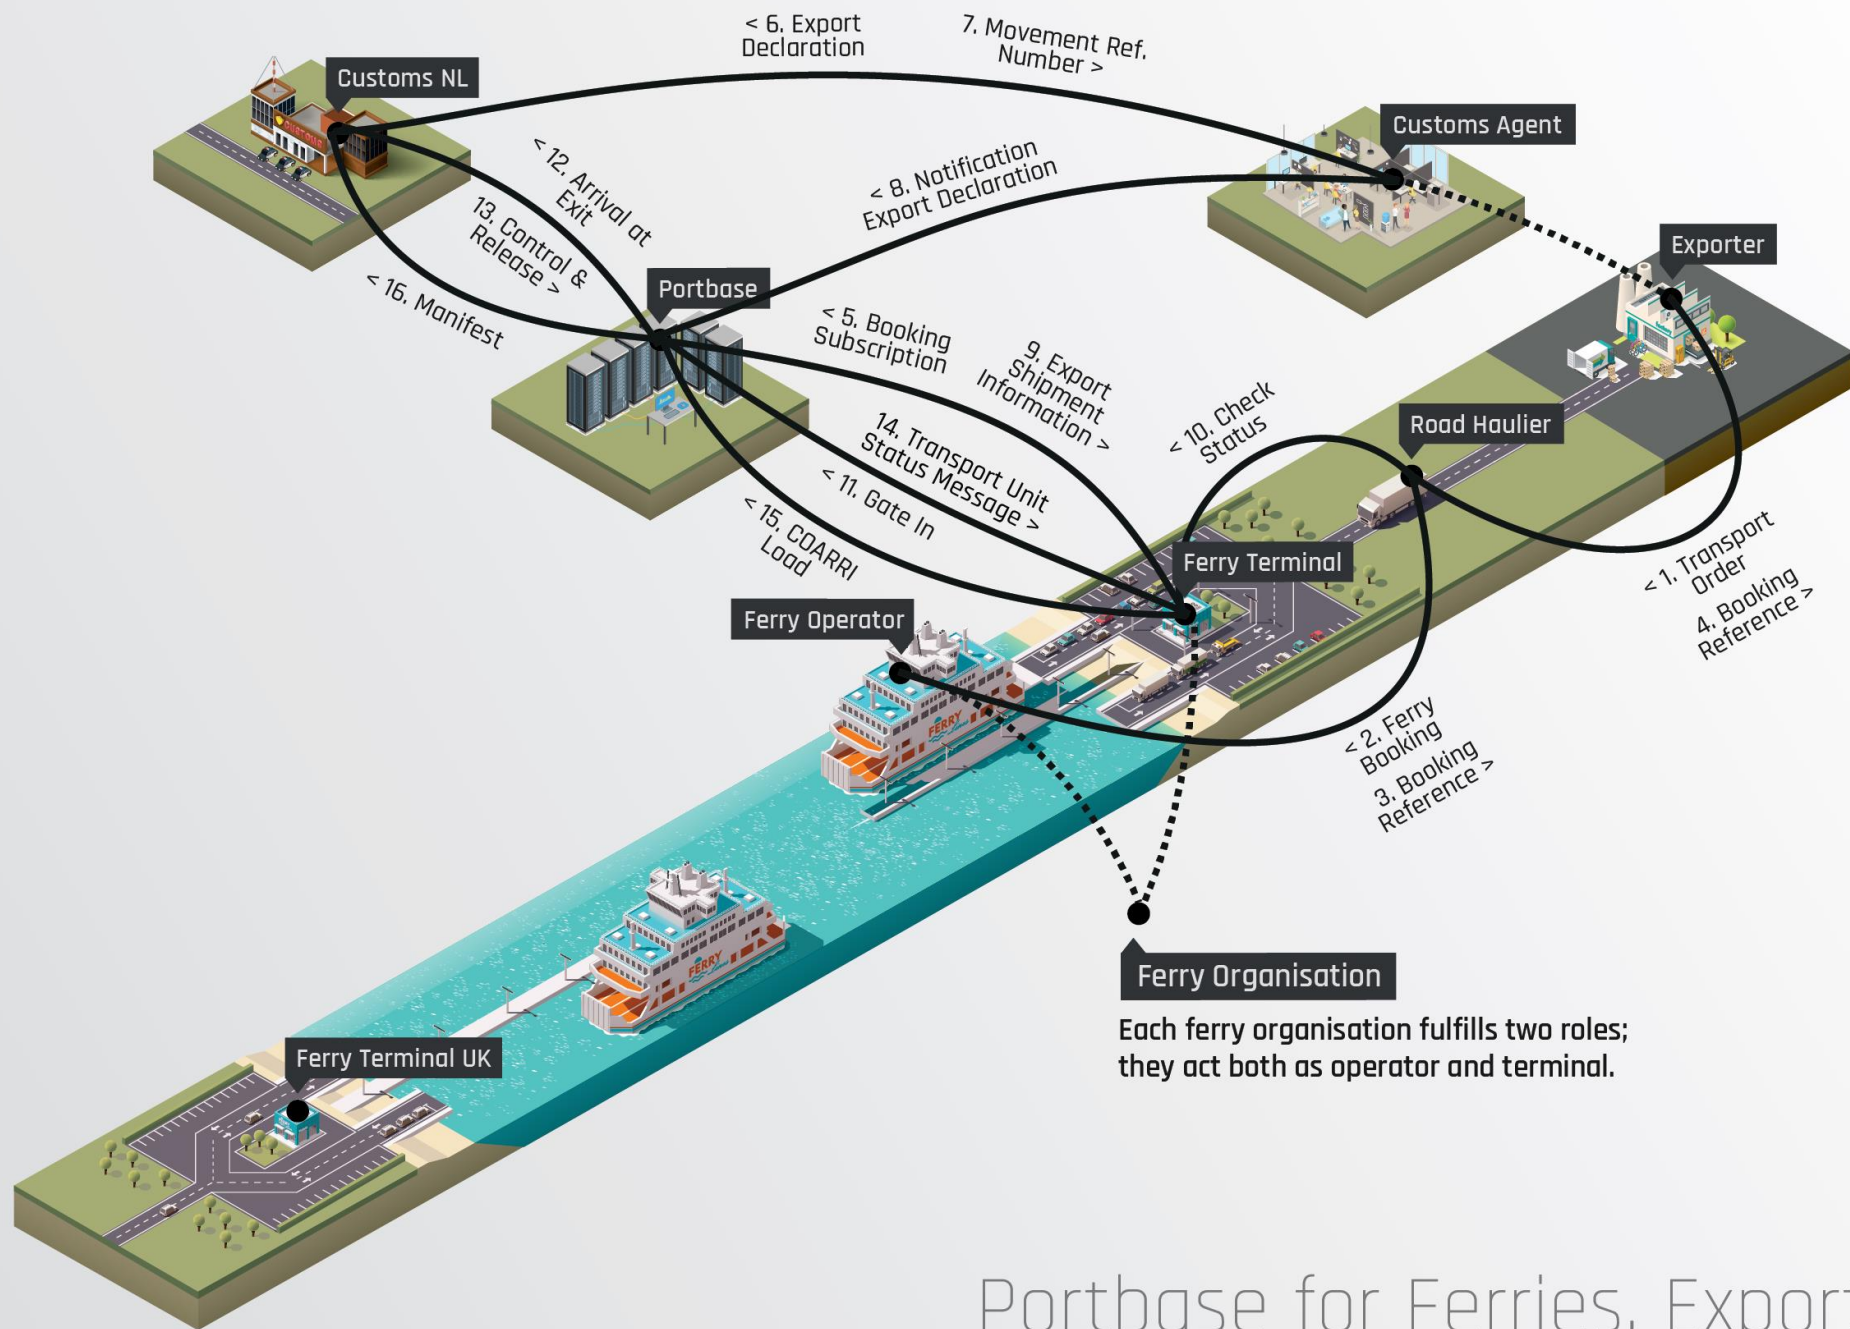 < 6. Export
Declaration
7. Movement Ref.
Number >
Customs NL
CUSTOMS
Customs Agent
< 12. Arrival at
Exit
< 8. Notification
Export Declaration
13. Control &
Release >
Exporter
< 16. Manifest
Portbase
< 5. Booking
Subscription
9. Export
Shipment
Information >
< 10. Check
Status
Road Haulier
14. Transport Unit
Status Message >
< 11. Gate In
< 15. COARRI
Load
Ferry Terminal
< 1. Transport
Order
4. Booking
Reference >
Ferry Operator
FERRY
< 2. Ferry
Booking
3. Booking
Reference >
FERRY
Ferry Organisation
Each ferry organisation fulfills two roles;
they act both as operator and terminal.
Ferry Terminal UK
Portbase for Ferries, Export